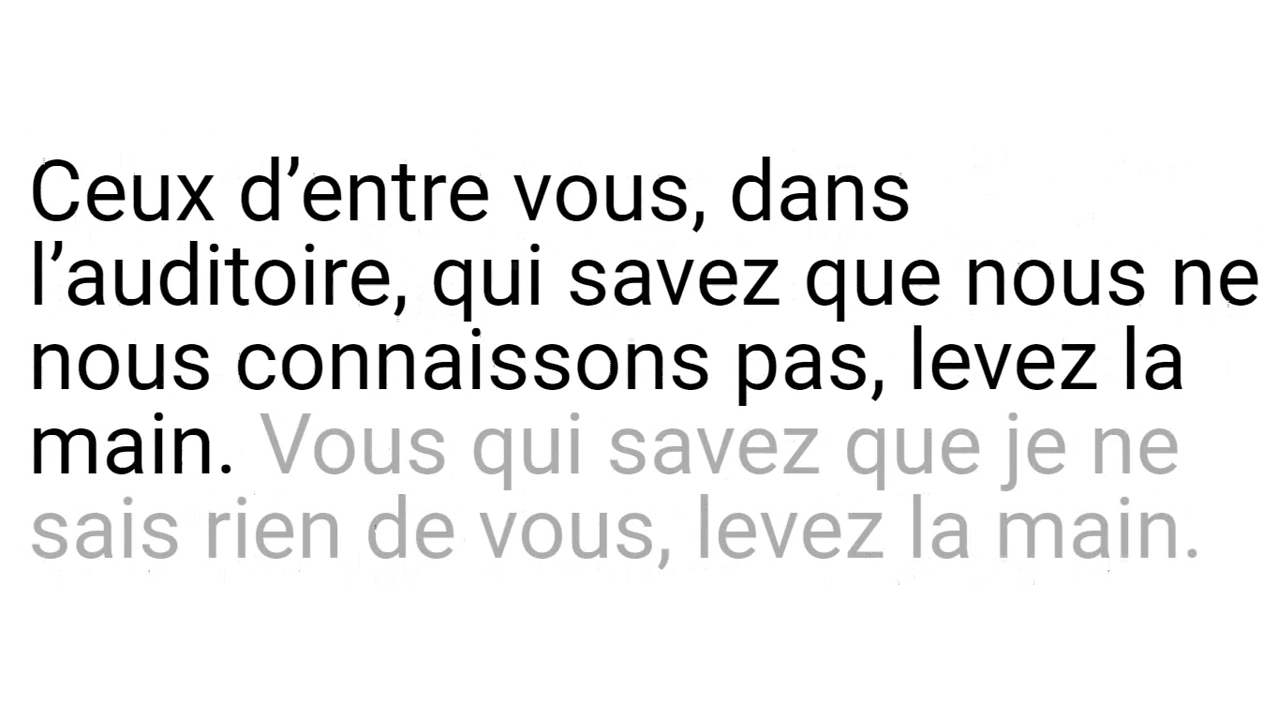 Ceux d’entre vous, dans
l’auditoire, qui savez que nous ne
nous connaissons pas, levez la
main. Vous qui savez que je ne
sais rien de vous, levez la main.